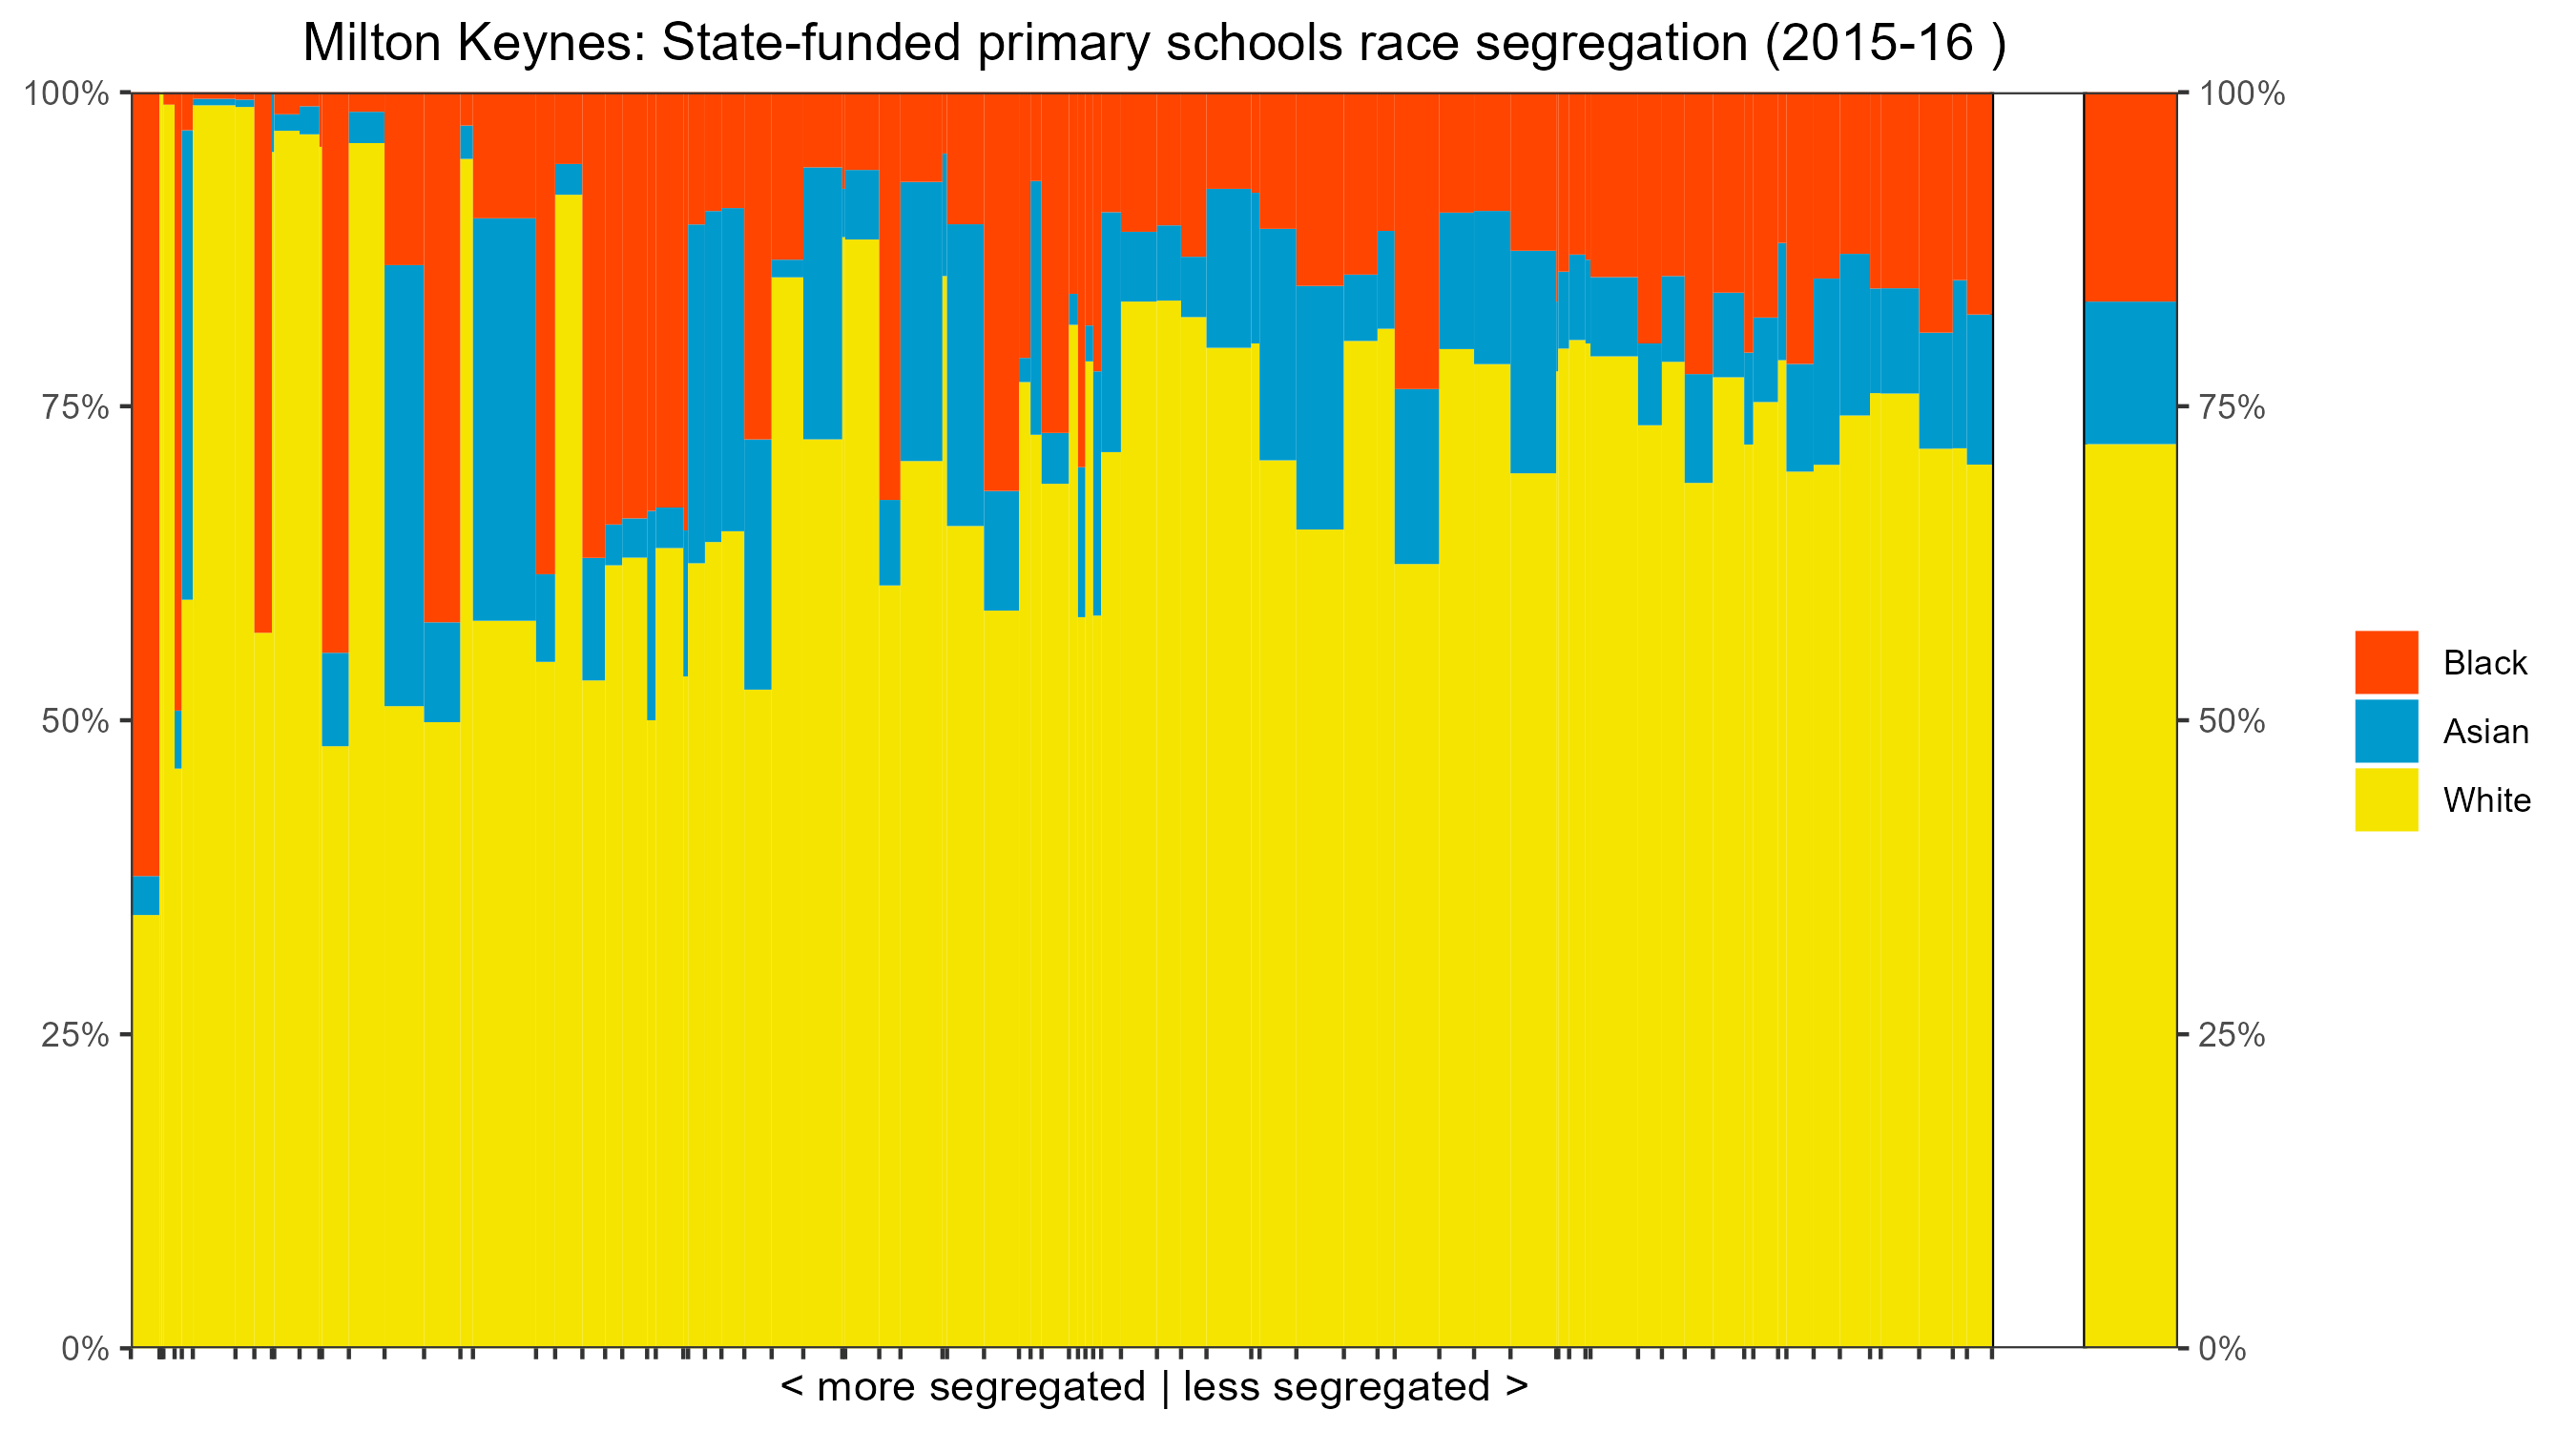 Milton Keynes: State-funded primary schools race segregation (2015-16 )
100%
75%
50%
25%
0%
100%
75%
50%
25%
0%
Black
Asian
White
< more segregated | less segregated >